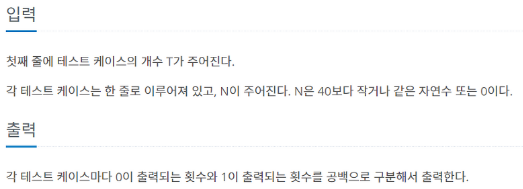 입력
첫째 줄에 테스트 케이스의 개수 T가 주어진다.
각 테스트 케이스는 한 줄로 이루어져 있고, N이 주어진다. N은 40보다 작거나 같은 자연수 또는 0이다.
출력
각 테스트 케이스마다 0이 출력되는 횟수와 1이 출력되는 횟수를 공백으로 구분해서 출력한다.